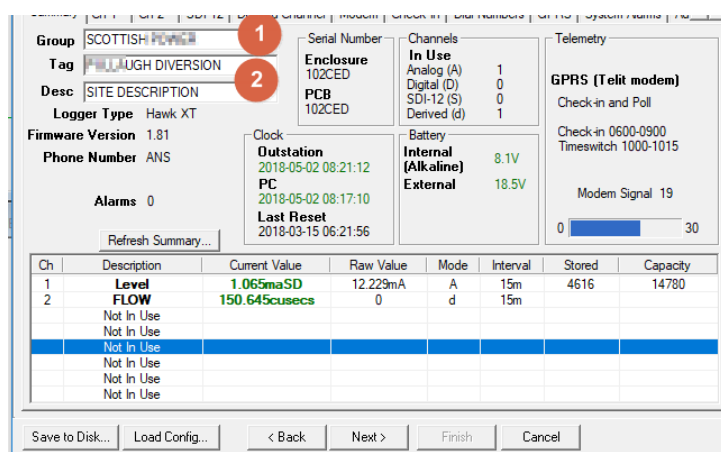 Group SCOTTISH 1
Tag UGH DIVERSION
Desc SITE DESCRIPTION 2
Logger Type Hawk XT
Firmware Version 1.81
Phone Number ANS
Alarms 0
Refresh Summary...
Serial Number
Enclosure
102CED
PCB
102CED
Channels
In Use
Analog (A) 1
Digital (D) 0
SDI-12 (S) 0
Derived (d) 1
Clock
Outstation
2018-05-02 08:21:12
PC
2018-05-02 08:17:10
Last Reset
2018-03-15 06:21:56
Battery
Internal 8.1V
(Alkaline)
External 18.5V
Telemetry
GPRS (Telit modem)
Check-in and Poll
Check-in 0600-0900
Timeswitch 1000-1015
Modem Signal 19
0 30
Ch Description Current Value Raw Value Mode Interval Stored Capacity
1 Level 1.065maSD 12.229mA A 15m 4616 14780
2 FLOW 150.645cusecs 0 d 15m
Not In Use
Not In Use
Not In Use
Not In Use
Not In Use
Not In Use
Save to Disk... Load Config... < Back Next > Finish Cancel